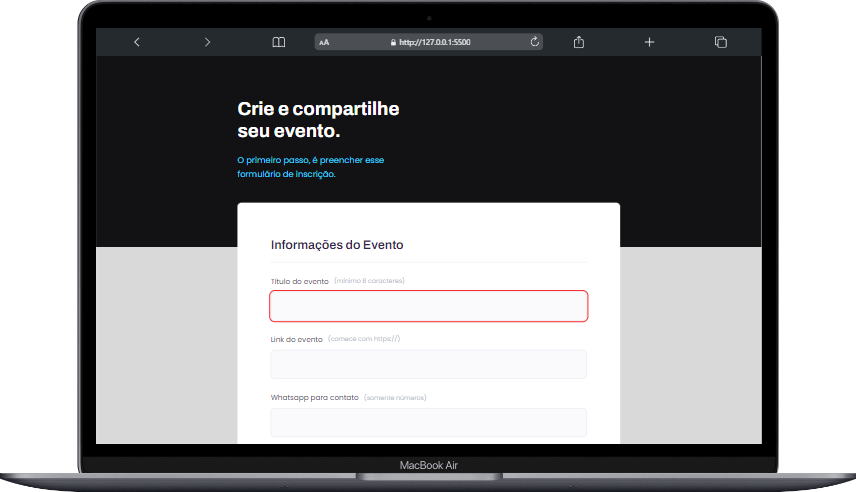 AA
http://127.0.0.1:5500
Crie e compartilhe
seu evento.
O primeiro passo, é preencher esse
formulário de inscrição.
Informações do Evento
Título do evento (mínimo 8 caracteres)
Link do evento (comece com https://)
Whatsapp para contato (somente números)
MacBook Air